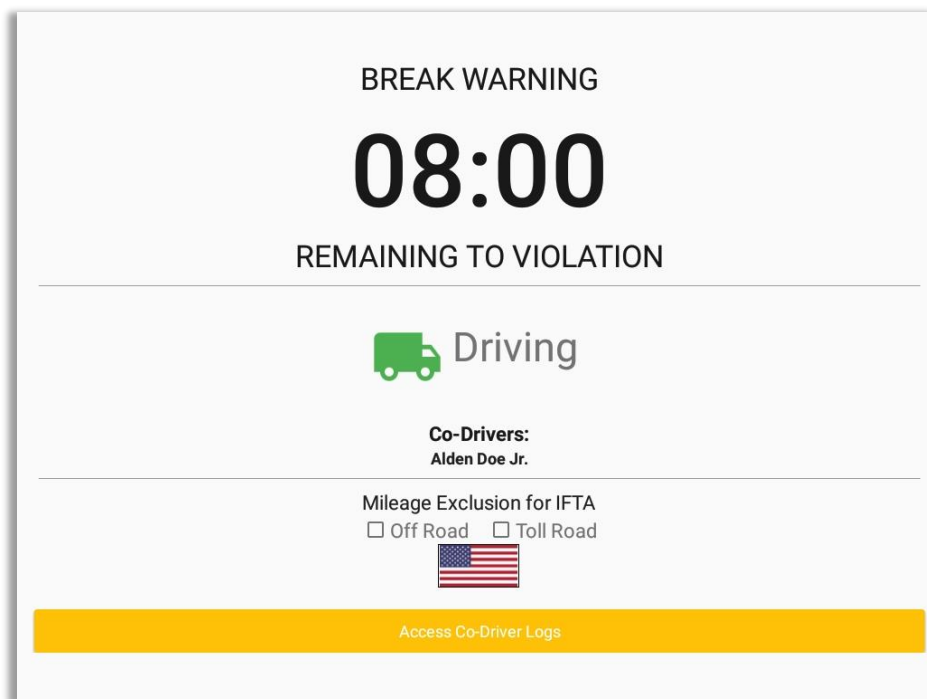 BREAK WARNING
08:00
REMAINING TO VIOLATION
Driving
Co-Drivers:
Alden Doe Jr.
Mileage Exclusion for IFTA
Off Road Toll Road
Access Co-Driver Logs